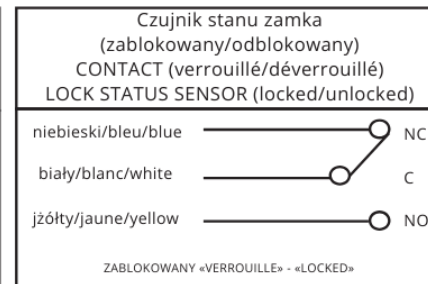 Czujnik stanu zamka
(zablokowany/odblokowany)
CONTACT (verrouillé/déverrouillé)
LOCK STATUS SENSOR (locked/unlocked)
niebieski/bleu/blue NC
biały/blanc/white C
jżółty/jaune/yellow NO
ZABLOKOWANY «VERROUILLE» - «LOCKED»